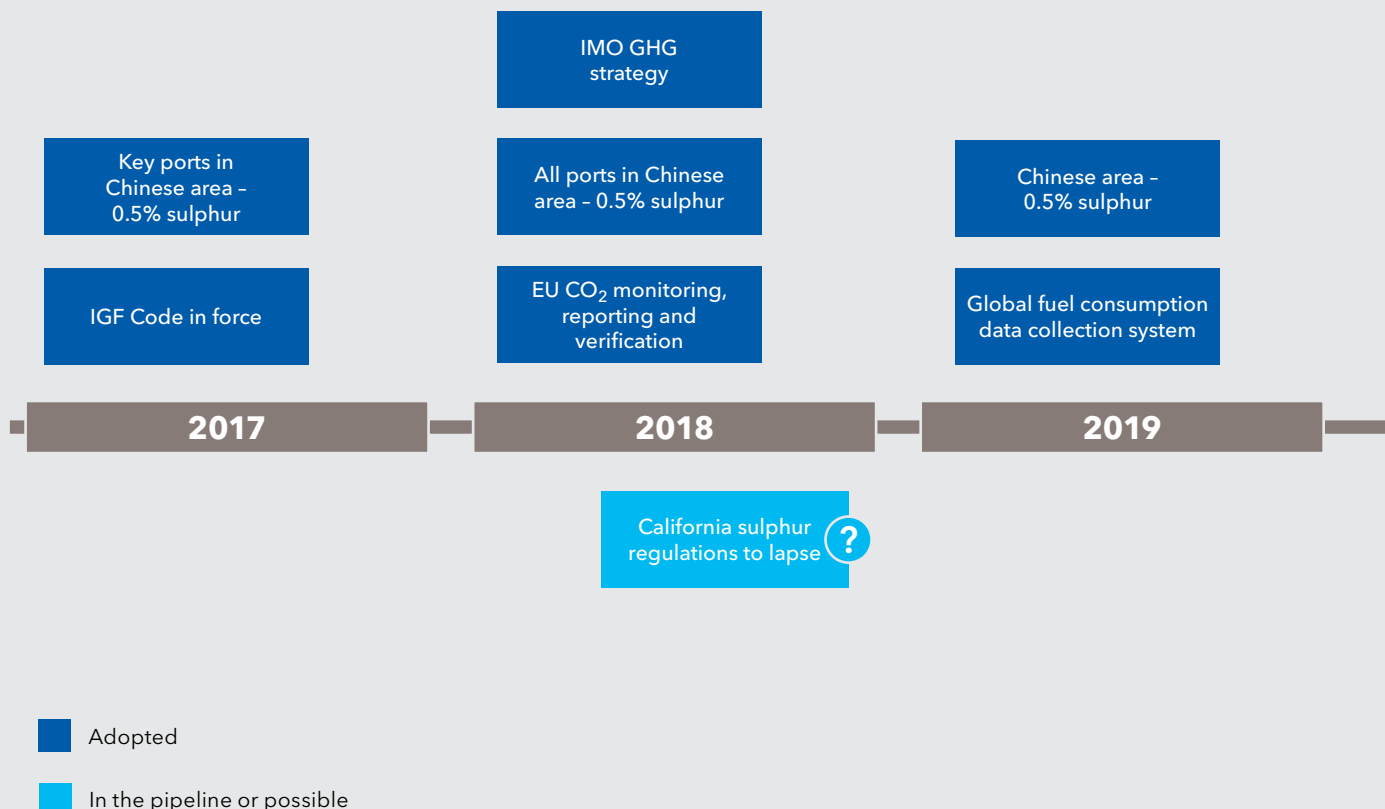 IMO GHG
strategy
Key ports in
Chinese area –
0.5% sulphur
All ports in Chinese
area – 0.5% sulphur
Chinese area –
0.5% sulphur
IGF Code in force
EU CO₂ monitoring,
reporting and
verification
Global fuel consumption
data collection system
2017
2018
2019
California sulphur
regulations to lapse
?
Adopted
In the pipeline or possible